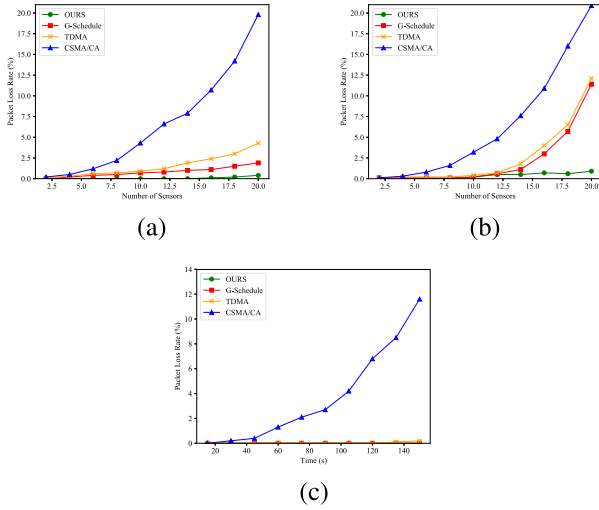 20.0
17.5
15.0
12.5
10.0
7.5
5.0
2.5
0.0
Packet Loss Rate (%)
OURS
G-Schedule
TDMA
CSMA/CA
2.5 5.0 7.5 10.0 12.5 15.0 17.5 20.0
Number of Sensors
(a)
20.0
17.5
15.0
12.5
10.0
7.5
5.0
2.5
0.0
Packet Loss Rate (%)
OURS
G-Schedule
TDMA
CSMA/CA
2.5 5.0 7.5 10.0 12.5 15.0 17.5 20.0
Number of Sensors
(b)
14
12
10
8
6
4
2
0
Packet Loss Rate (%)
OURS
G-Schedule
TDMA
CSMA/CA
20 40 60 80 100 120 140
Time (s)
(c)